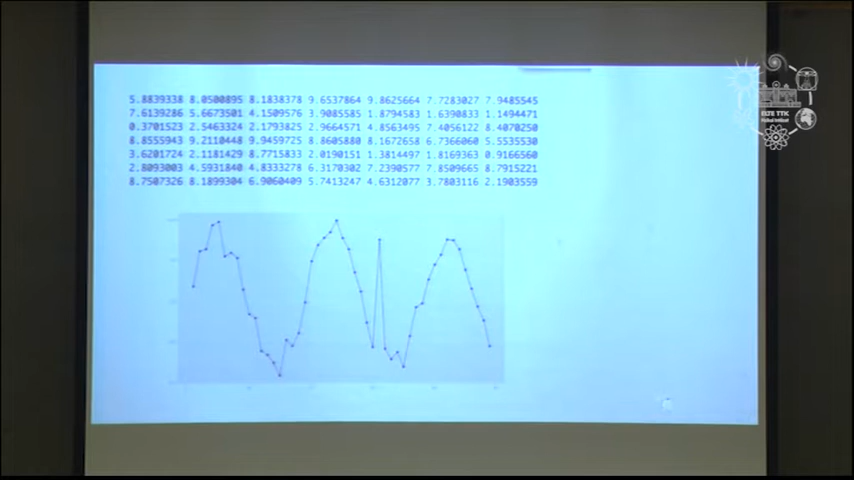 5.8839338 8.0500895 8.1838378 9.6537864 9.8625664 7.7283027 7.9485545
7.6139286 5.6673501 4.1509576 3.9085585 1.8794583 1.6390833 1.1494471
0.3701523 2.5463324 2.1793825 2.9664571 4.8563495 7.4056122 8.4070250
8.8555943 9.2110448 9.9459725 8.8605880 8.1672658 6.7366060 5.5535530
3.6201724 2.1181429 8.7715833 2.0190151 1.3814497 1.8169363 0.9166560
2.8093003 4.5931840 4.8333278 6.3170302 7.2390577 7.8509665 8.7915221
8.7507326 8.1899304 6.9060409 5.7413247 4.6312077 3.7803116 2.1903559
ELTE TTK